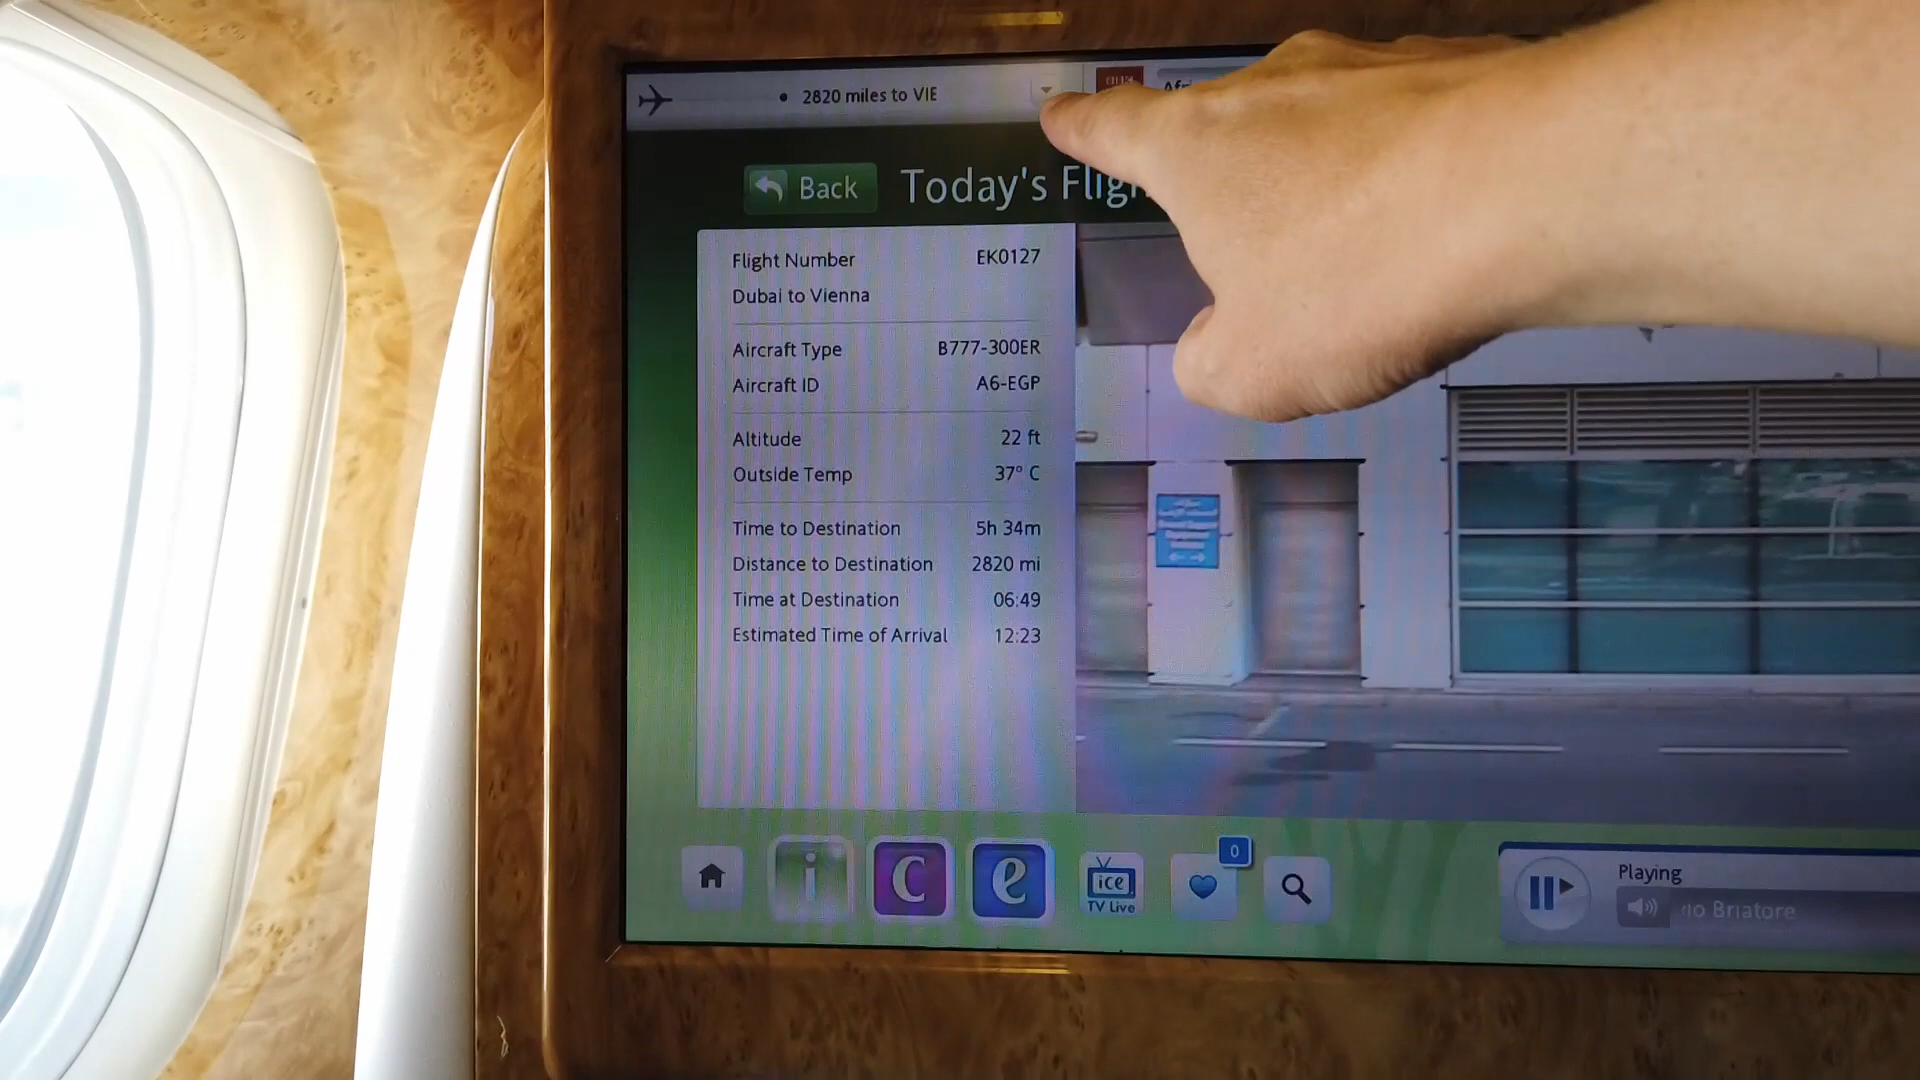 2820 miles to VIE
Back
Today's Fligh
Flight Number EK0127
Dubai to Vienna
Aircraft Type B777-300ER
Aircraft ID A6-EGP
Altitude 22 ft
Outside Temp 37° C
Time to Destination 5h 34m
Distance to Destination 2820 mi
Time at Destination 06:49
Estimated Time of Arrival 12:23
i
C
e
ice
TV Live
0
Playing
io Briatore